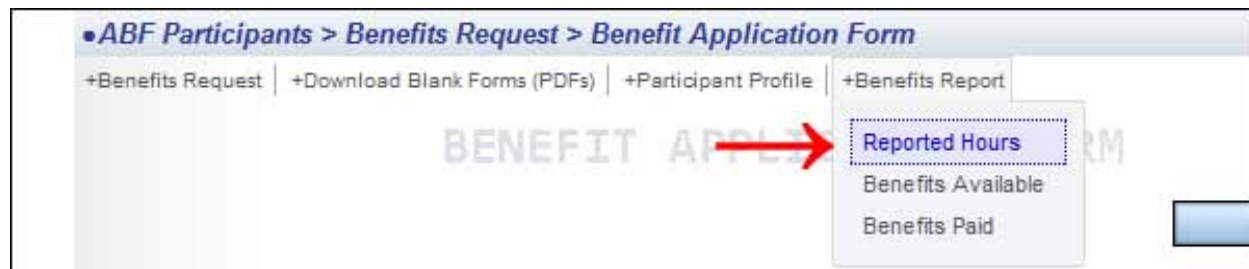 •ABF Participants > Benefits Request > Benefit Application Form
+Benefits Request +Download Blank Forms (PDFs) +Participant Profile +Benefits Report
BENEFIT
Reported Hours
Benefits Available
Benefits Paid